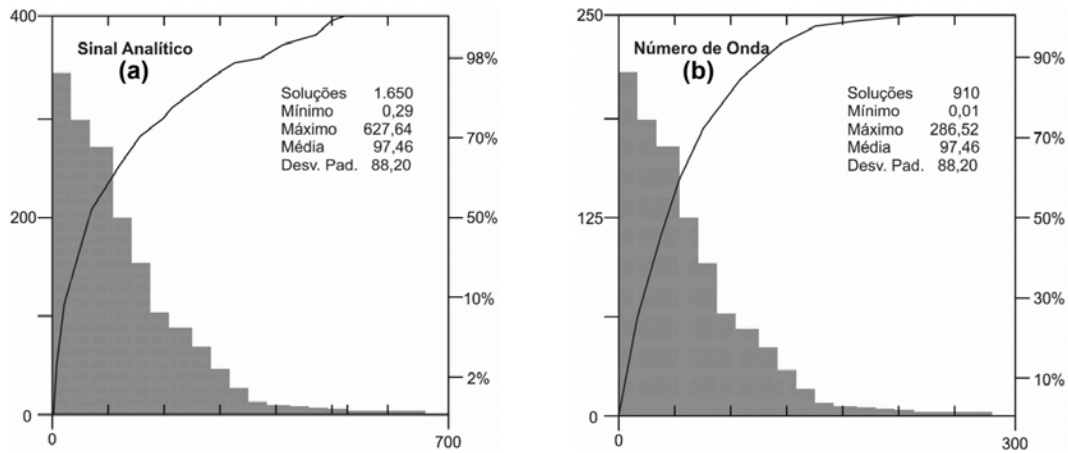 400
Sinal Analítico
(a)
98%
Soluções 1.650
Mínimo 0,29
Máximo 627,64
Média 97,46
Desv. Pad. 88,20
70%
200
50%
10%
2%
0
0
700
250
Número de Onda
(b)
90%
Soluções 910
Mínimo 0,01
Máximo 286,52
Média 97,46
Desv. Pad. 88,20
70%
125
50%
30%
10%
0
0
300